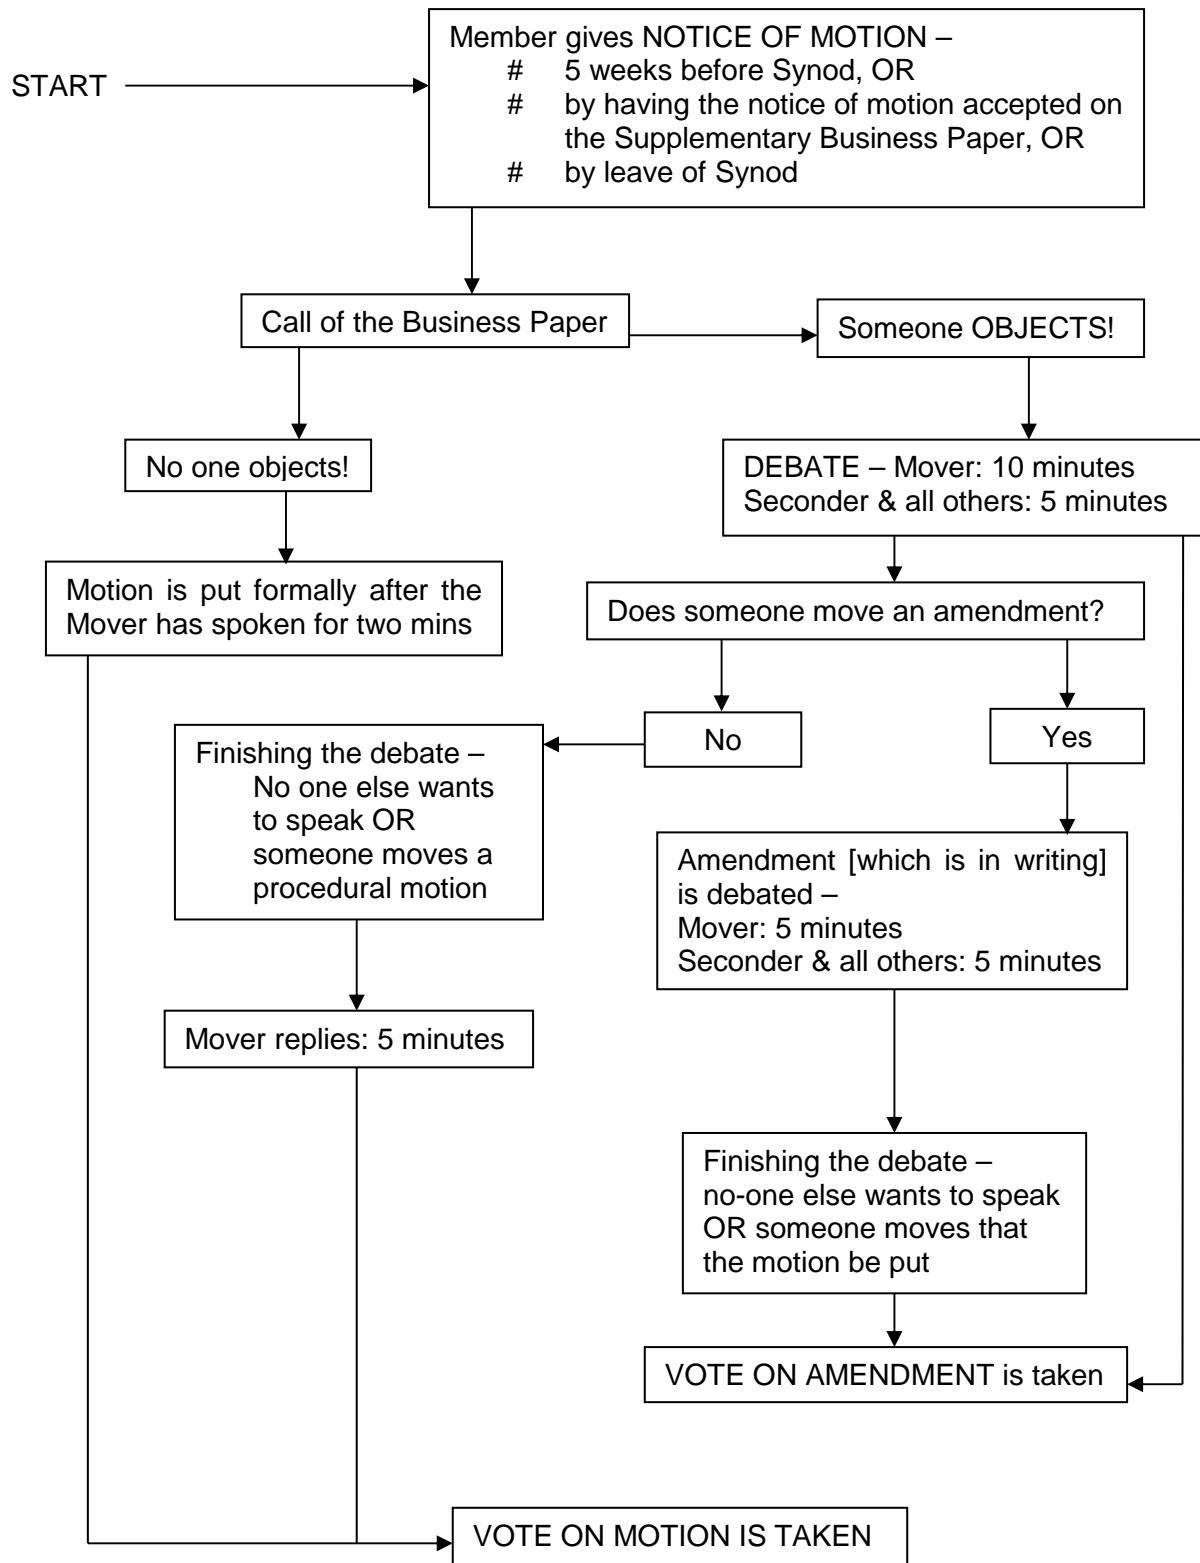 Member gives NOTICE OF MOTION –
# 5 weeks before Synod, OR
START
# by having the notice of motion accepted on
the Supplementary Business Paper, OR
# by leave of Synod
Call of the Business Paper
Someone OBJECTS!
No one objects!
DEBATE – Mover: 10 minutes
Seconder & all others: 5 minutes
Motion is put formally after the
Mover has spoken for two mins
Does someone move an amendment?
No
Yes
Finishing the debate –
No one else wants
to speak OR
someone moves a
procedural motion
Amendment [which is in writing]
is debated –
Mover: 5 minutes
Seconder & all others: 5 minutes
Mover replies: 5 minutes
Finishing the debate –
no-one else wants to speak
OR someone moves that
the motion be put
VOTE ON AMENDMENT is taken
VOTE ON MOTION IS TAKEN